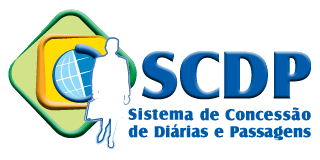 SCDP
Sistema de Concessão
de Diárias e Passagens